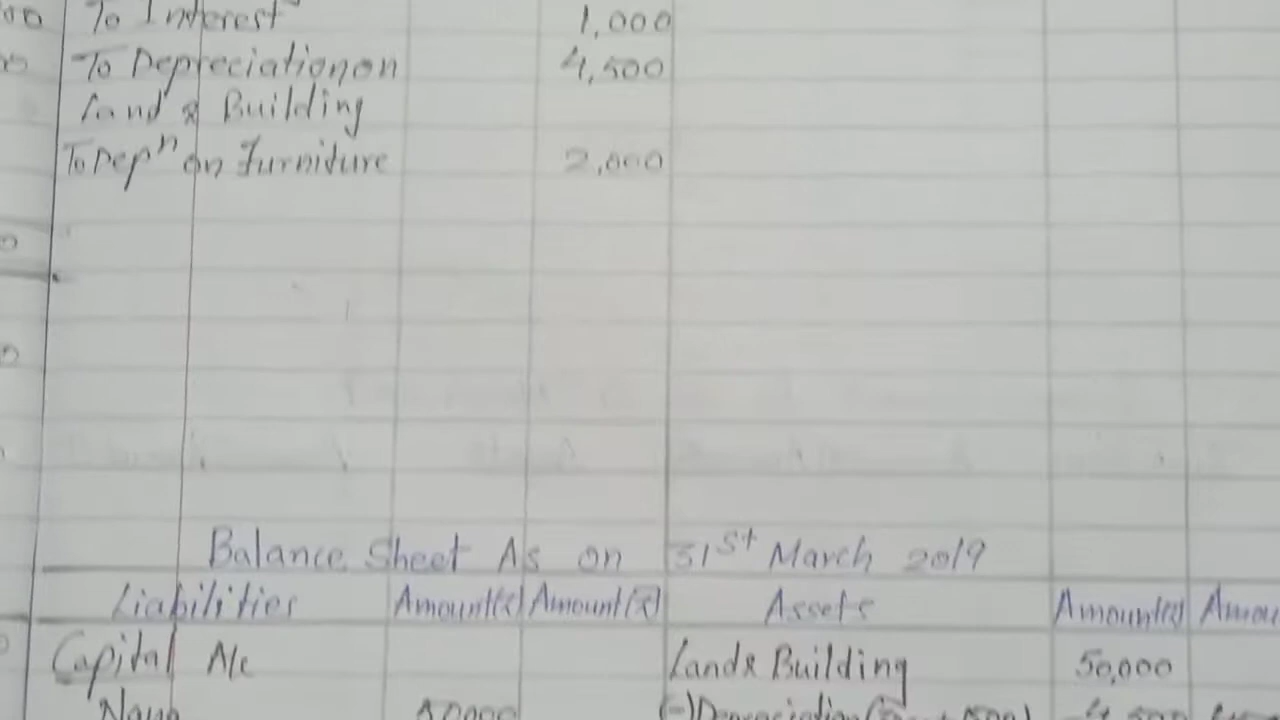 To Interest 1,000
To Depreciation on 4,500
Land & Building
To Depn on Furniture 2,000
Balance Sheet As on 31st March 2019
Liabilities Amount(₹) Amount(₹) Assets Amount(₹) Amou
Capital A/c Land & Building 50,000